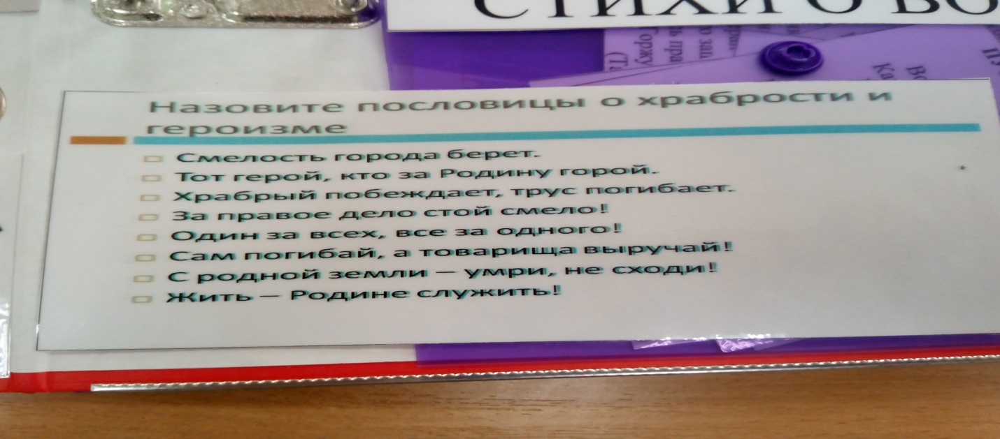 СТИХИ О ВО
Горжу
Назовите пословицы о храбрости и
героизме
Смелость города берет.
Тот герой, кто за Родину горой.
Храбрый побеждает, трус погибает.
За правое дело стой смело!
Один за всех, все за одного!
Сам погибай, а товарища выручай!
С родной земли – умри, не сходи!
Жить – Родине служить!